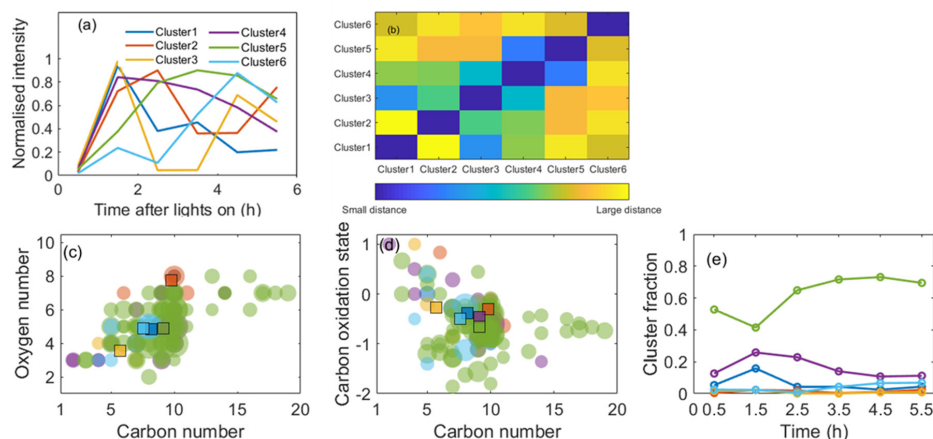 (a)
Cluster1
Cluster2
Cluster3
Cluster4
Cluster5
Cluster6
Normalised intensity
1
0.8
0.6
0.4
0.2
0
0 2 4 6
Time after lights on (h)
(b)
Cluster6
Cluster5
Cluster4
Cluster3
Cluster2
Cluster1
Cluster1 Cluster2 Cluster3 Cluster4 Cluster5 Cluster6
Small distance Large distance
(c)
Oxygen number
10
8
6
4
2
1 5 10 15 20
Carbon number
(d)
Carbon oxidation state
1
0
-1
-2
1 5 10 15 20
Carbon number
(e)
Cluster fraction
1
0.8
0.6
0.4
0.2
0
0.5 1.5 2.5 3.5 4.5 5.5
Time (h)